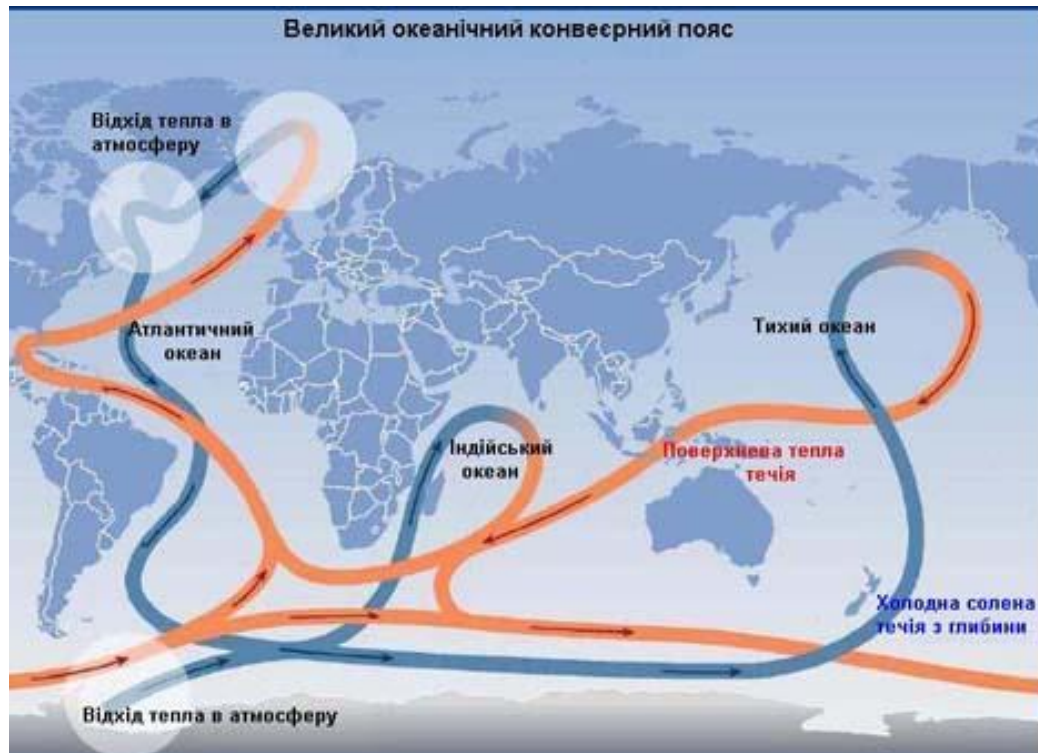 Великий океанічний конвеєрний пояс
Відхід тепла в
атмосферу
Атлантичний
океан
Тихий океан
Індійський
океан
Поверхнева тепла
течія
Холодна солена
течія з глибини
Відхід тепла в атмосферу